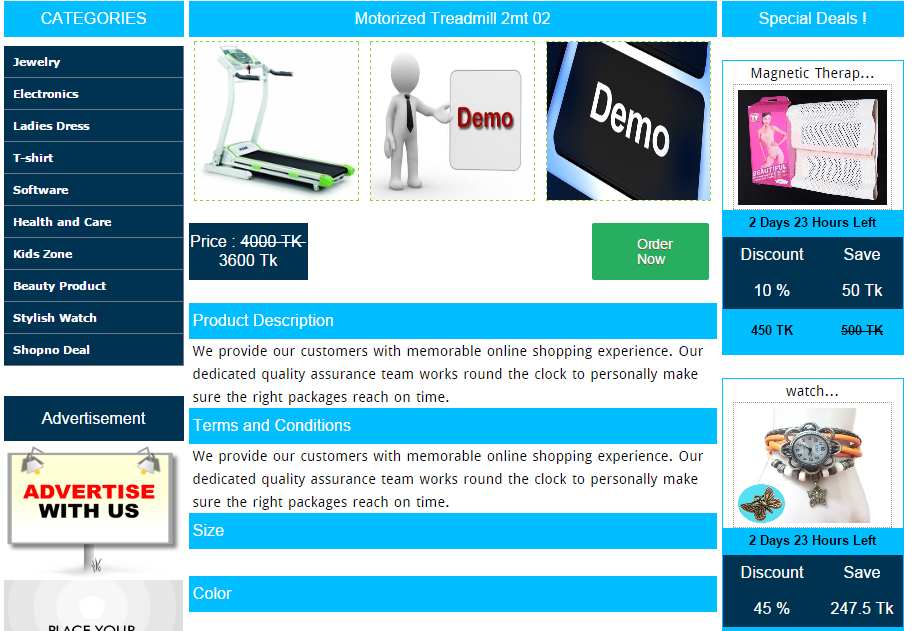 CATEGORIES
Jewelry
Electronics
Ladies Dress
T-shirt
Software
Health and Care
Kids Zone
Beauty Product
Stylish Watch
Shopno Deal
Advertisement
ADVERTISE
WITH US
PLACE YOUR
Motorized Treadmill 2mt 02
Demo
Demo
Price : 4000 TK
3600 Tk
Order
Now
Product Description
We provide our customers with memorable online shopping experience. Our
dedicated quality assurance team works round the clock to personally make
sure the right packages reach on time.
Terms and Conditions
We provide our customers with memorable online shopping experience. Our
dedicated quality assurance team works round the clock to personally make
sure the right packages reach on time.
Size
Color
Special Deals !
Magnetic Therap...
BEAUTIFUL
2 Days 23 Hours Left
Discount Save
10 % 50 Tk
450 TK 500 TK
watch...
2 Days 23 Hours Left
Discount Save
45 % 247.5 Tk